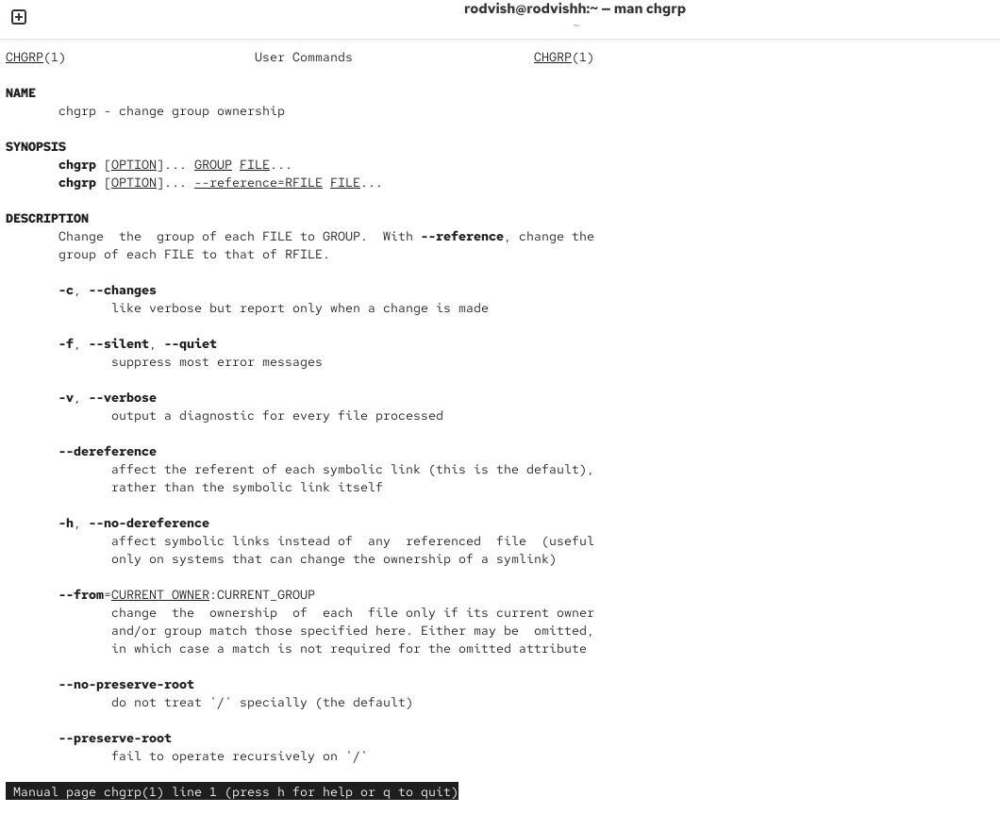 rodvish@rodvishh:~ — man chgrp
~
CHGRP(1)                         User Commands                        CHGRP(1)
NAME
       chgrp - change group ownership
SYNOPSIS
       chgrp [OPTION]... GROUP FILE...
       chgrp [OPTION]... --reference=RFILE FILE...
DESCRIPTION
       Change  the  group of each FILE to GROUP.  With --reference, change the
       group of each FILE to that of RFILE.
       -c, --changes
              like verbose but report only when a change is made
       -f, --silent, --quiet
              suppress most error messages
       -v, --verbose
              output a diagnostic for every file processed
       --dereference
              affect the referent of each symbolic link (this is the default),
              rather than the symbolic link itself
       -h, --no-dereference
              affect symbolic links instead of  any  referenced  file  (useful
              only on systems that can change the ownership of a symlink)
       --from=CURRENT_OWNER:CURRENT_GROUP
              change  the  ownership  of  each  file only if its current owner
              and/or group match those specified here. Either may be  omitted,
              in which case a match is not required for the omitted attribute
       --no-preserve-root
              do not treat '/' specially (the default)
       --preserve-root
              fail to operate recursively on '/'
 Manual page chgrp(1) line 1 (press h for help or q to quit)